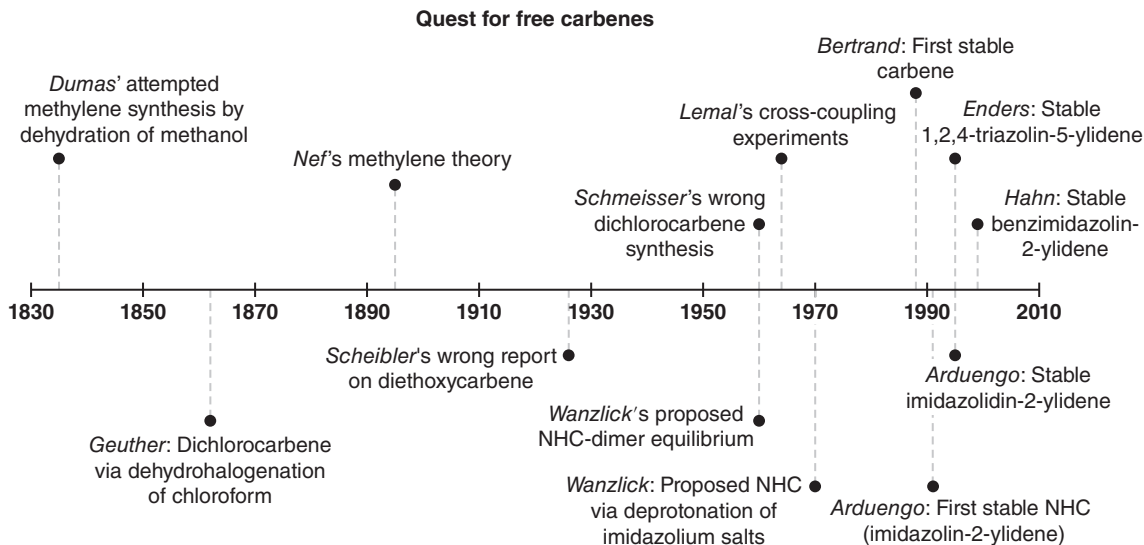 Quest for free carbenes
Dumas' attempted
methylene synthesis by
dehydration of methanol
Nef's methylene theory
Schmeisser's wrong
dichlorocarbene
synthesis
Lemal's cross-coupling
experiments
Bertrand: First stable
carbene
Enders: Stable
1,2,4-triazolin-5-ylidene
Hahn: Stable
benzimidazolin-
2-ylidene
1830 1850 1870 1890 1910 1930 1950 1970 1990 2010
Geuther: Dichlorocarbene
via dehydrohalogenation
of chloroform
Scheibler's wrong report
on diethoxycarbene
Wanzlick's proposed
NHC-dimer equilibrium
Wanzlick: Proposed NHC
via deprotonation of
imidazolium salts
Arduengo: Stable
imidazolidin-2-ylidene
Arduengo: First stable NHC
(imidazolin-2-ylidene)